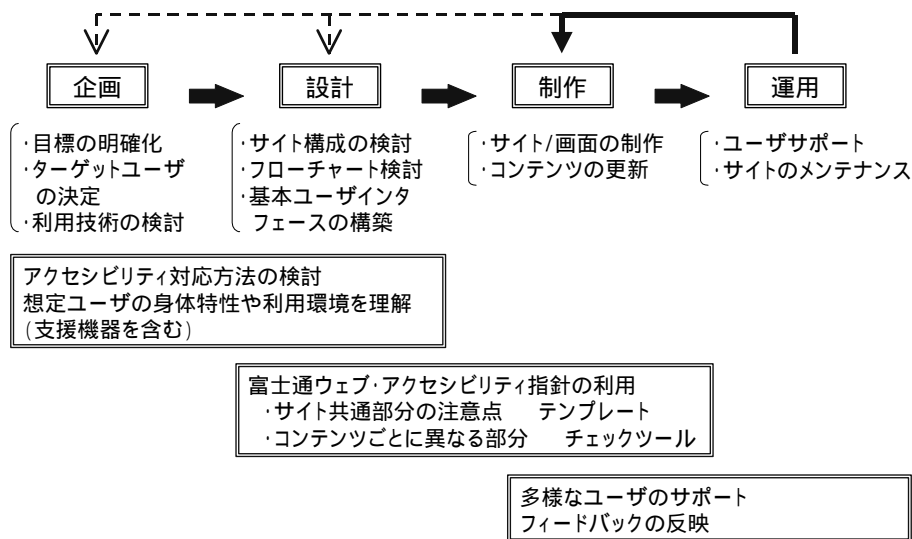 企画
設計
制作
運用
･目標の明確化
･ターゲットユーザ
の決定
･利用技術の検討
･サイト構成の検討
･フローチャート検討
･基本ユーザインタ
フェースの構築
･サイト/画面の制作
･コンテンツの更新
･ユーザサポート
･サイトのメンテナンス
アクセシビリティ対応方法の検討
想定ユーザの身体特性や利用環境を理解
(支援機器を含む)
富士通ウェブ･アクセシビリティ指針の利用
･サイト共通部分の注意点 テンプレート
･コンテンツごとに異なる部分 チェックツール
多様なユーザのサポート
フィードバックの反映